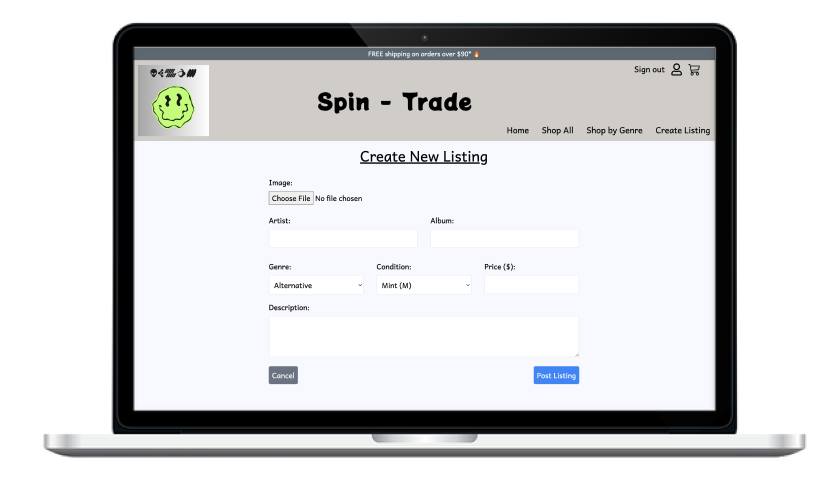 FREE shipping on orders over $90* 🔥
Sign out
Spin - Trade
Home Shop All Shop by Genre Create Listing
Create New Listing
Image:
Choose File No file chosen
Artist: Album:
Genre: Condition: Price ($):
Alternative Mint (M)
Description:
Cancel Post Listing